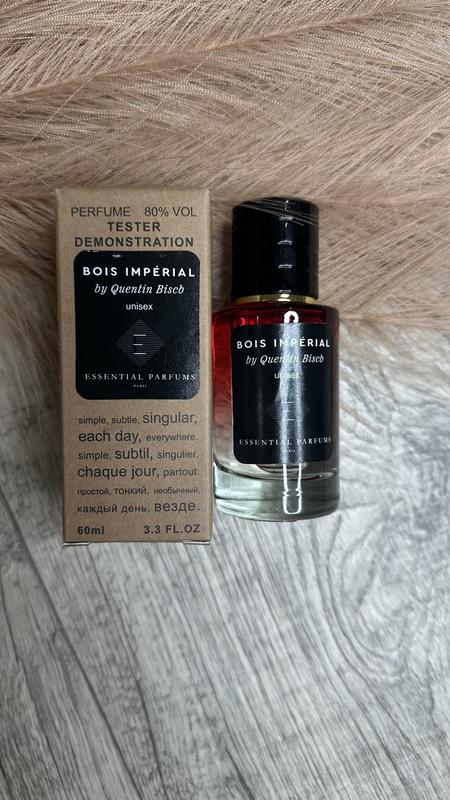 PERFUME 80% VOL
TESTER
DEMONSTRATION
BOIS IMPÉRIAL
by Quentin Bisch
unisex
E
ESSENTIAL PARFUMS
PARIS
simple, subtle, singular,
each day, everywhere.
simple, subtil, singulier,
chaque jour, partout.
простой, тонкий, необычный.
каждый день, везде.
60ml 3.3 FL.OZ
BOIS IMPÉRIAL
by Quentin Bisch
unisex
ESSENTIAL PARFUMS